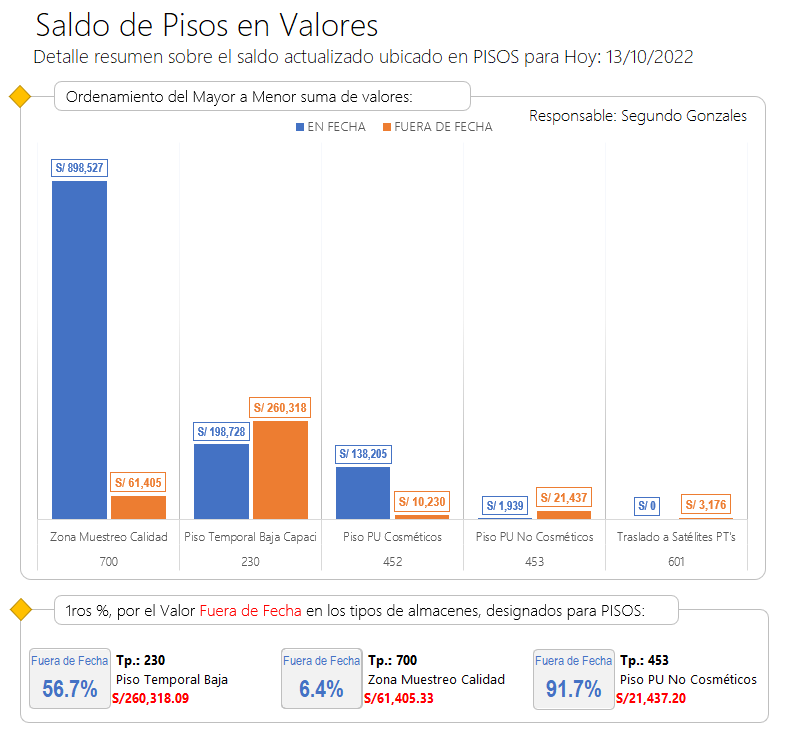 Saldo de Pisos en Valores
Detalle resumen sobre el saldo actualizado ubicado en PISOS para Hoy: 13/10/2022
Ordenamiento del Mayor a Menor suma de valores:
Responsable: Segundo Gonzales
EN FECHA FUERA DE FECHA
S/ 898,527
S/ 61,405
S/ 198,728
S/ 260,318
S/ 138,205
S/ 10,230
S/ 1,939
S/ 21,437
S/ 0
S/ 3,176
Zona Muestreo Calidad Piso Temporal Baja Capaci Piso PU Cosméticos Piso PU No Cosméticos Traslado a Satélites PT's
700 230 452 453 601
1ros %, por el Valor Fuera de Fecha en los tipos de almacenes, designados para PISOS:
Fuera de Fecha
56.7%
Tp.: 230
Piso Temporal Baja
S/260,318.09
Fuera de Fecha
6.4%
Tp.: 700
Zona Muestreo Calidad
S/61,405.33
Fuera de Fecha
91.7%
Tp.: 453
Piso PU No Cosméticos
S/21,437.20